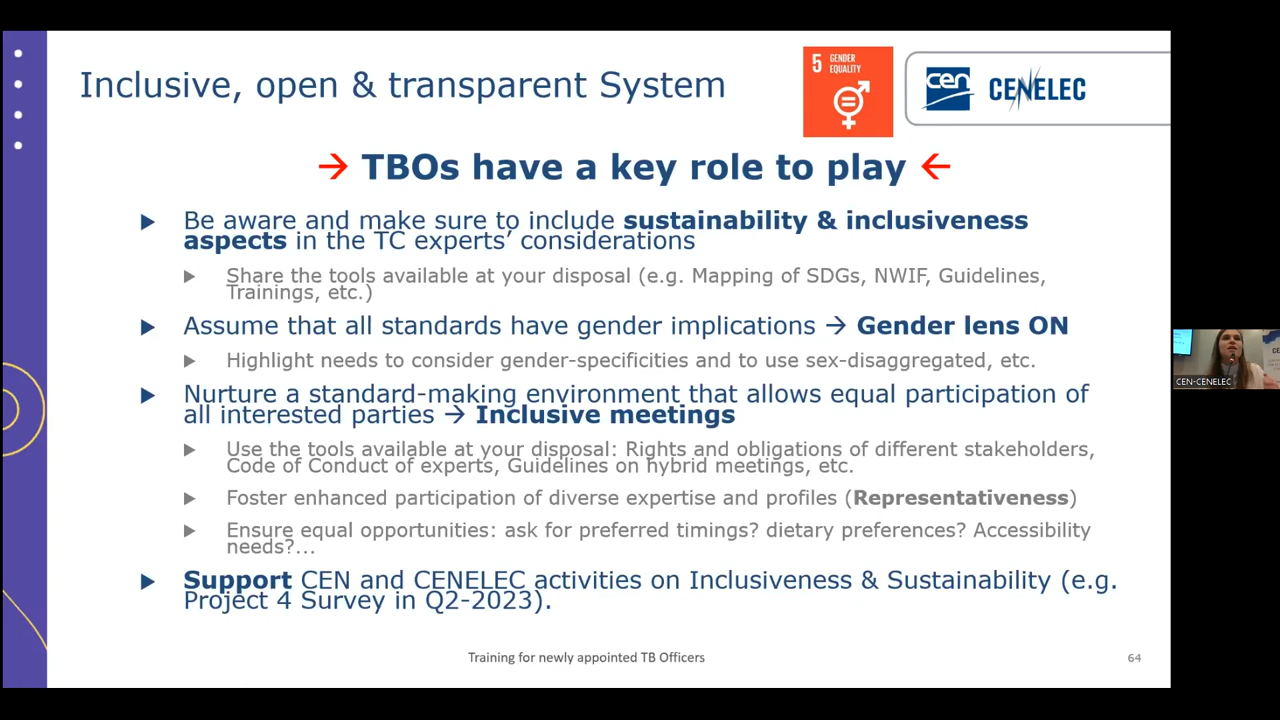 Inclusive, open & transparent System
5 GENDER
EQUALITY
cen
CENELEC
→ TBOs have a key role to play ←
Be aware and make sure to include sustainability & inclusiveness
aspects in the TC experts’ considerations
Share the tools available at your disposal (e.g. Mapping of SDGs, NWIF, Guidelines,
Trainings, etc.)
Assume that all standards have gender implications → Gender lens ON
Highlight needs to consider gender-specificities and to use sex-disaggregated, etc.
Nurture a standard-making environment that allows equal participation of
all interested parties → Inclusive meetings
Use the tools available at your disposal: Rights and obligations of different stakeholders,
Code of Conduct of experts, Guidelines on hybrid meetings, etc.
Foster enhanced participation of diverse expertise and profiles (Representativeness)
Ensure equal opportunities: ask for preferred timings? dietary preferences? Accessibility
needs?...
Support CEN and CENELEC activities on Inclusiveness & Sustainability (e.g.
Project 4 Survey in Q2-2023).
Training for newly appointed TB Officers
64
CEN-CENELEC